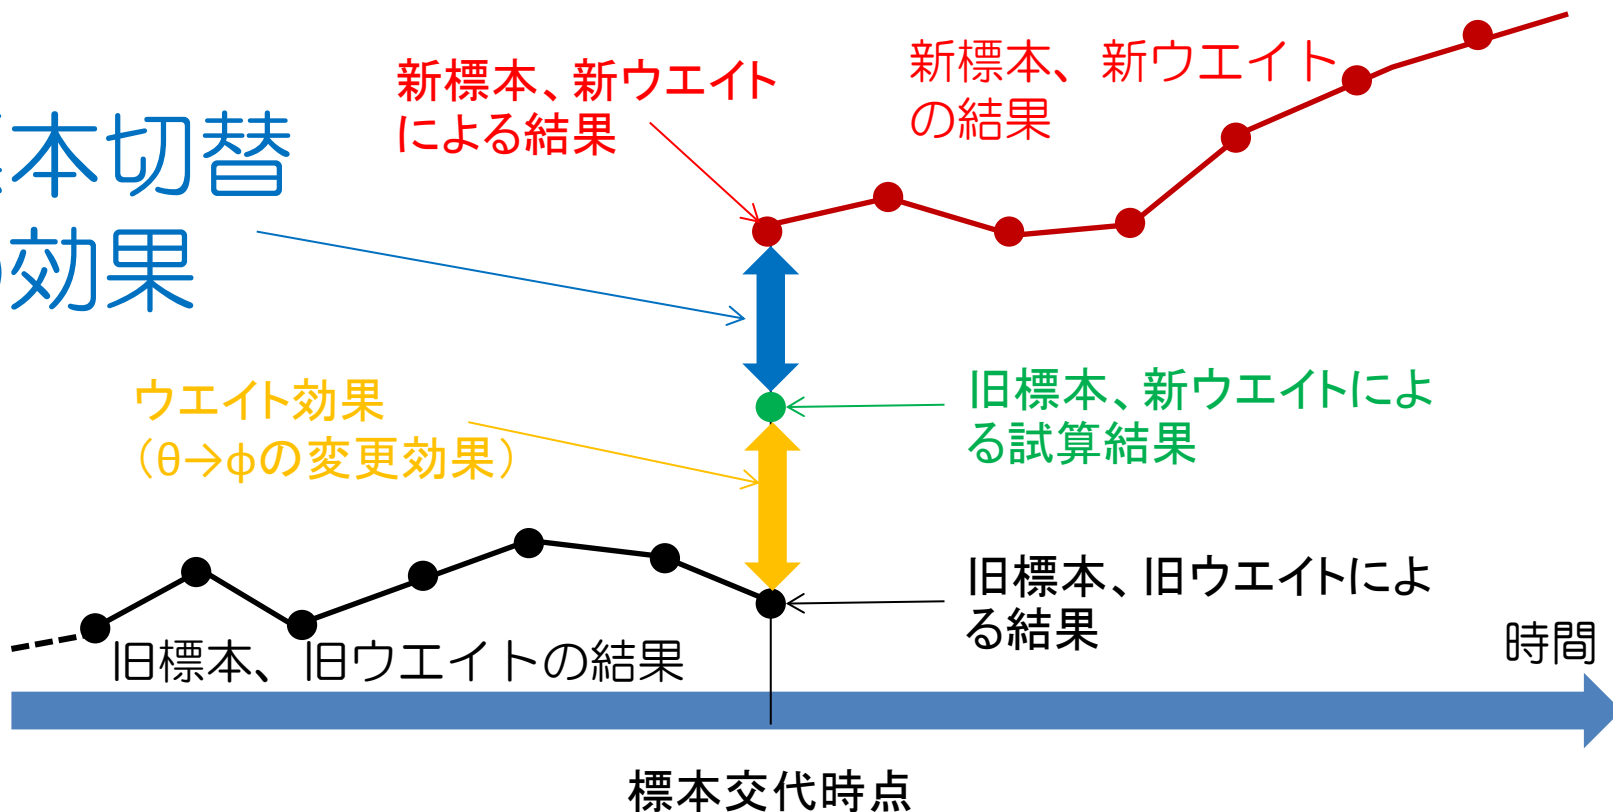 新標本、新ウエイト
による結果
新標本、新ウエイト
の結果
本切替
効果
ウエイト効果
（θ→φの変更効果）
旧標本、新ウエイトによ
る試算結果
旧標本、旧ウエイトによ
る結果
旧標本、旧ウエイトの結果
時間
標本交代時点